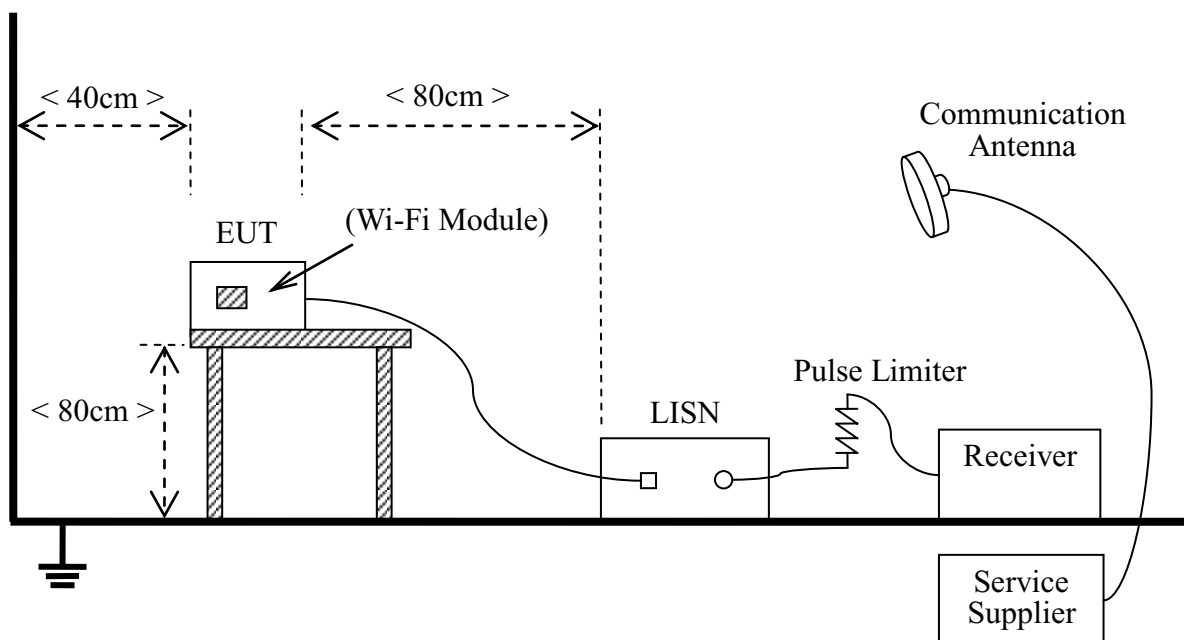 < 40cm >
< 80cm >
Communication
Antenna
(Wi-Fi Module)
EUT
Pulse Limiter
< 80cm >
LISN
Receiver
Service
Supplier